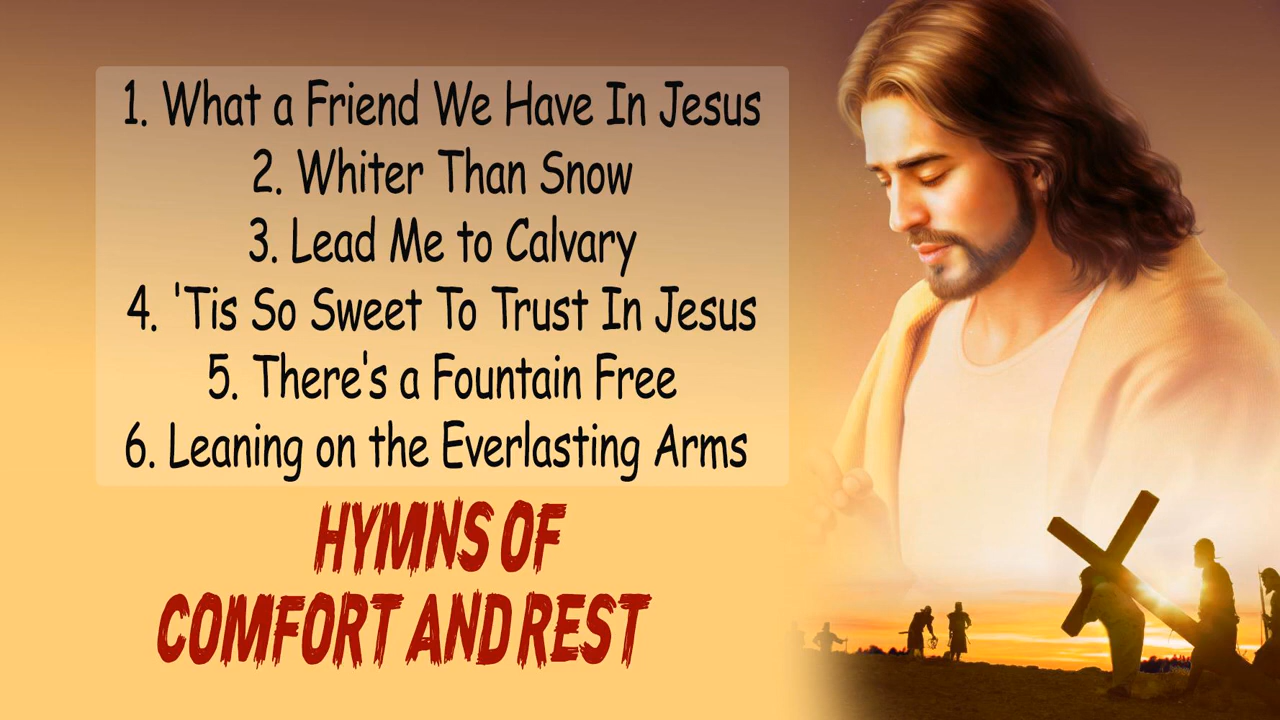 1. What a Friend We Have In Jesus
2. Whiter Than Snow
3. Lead Me to Calvary
4. 'Tis So Sweet To Trust In Jesus
5. There's a Fountain Free
6. Leaning on the Everlasting Arms
HYMNS OF
COMFORT AND REST